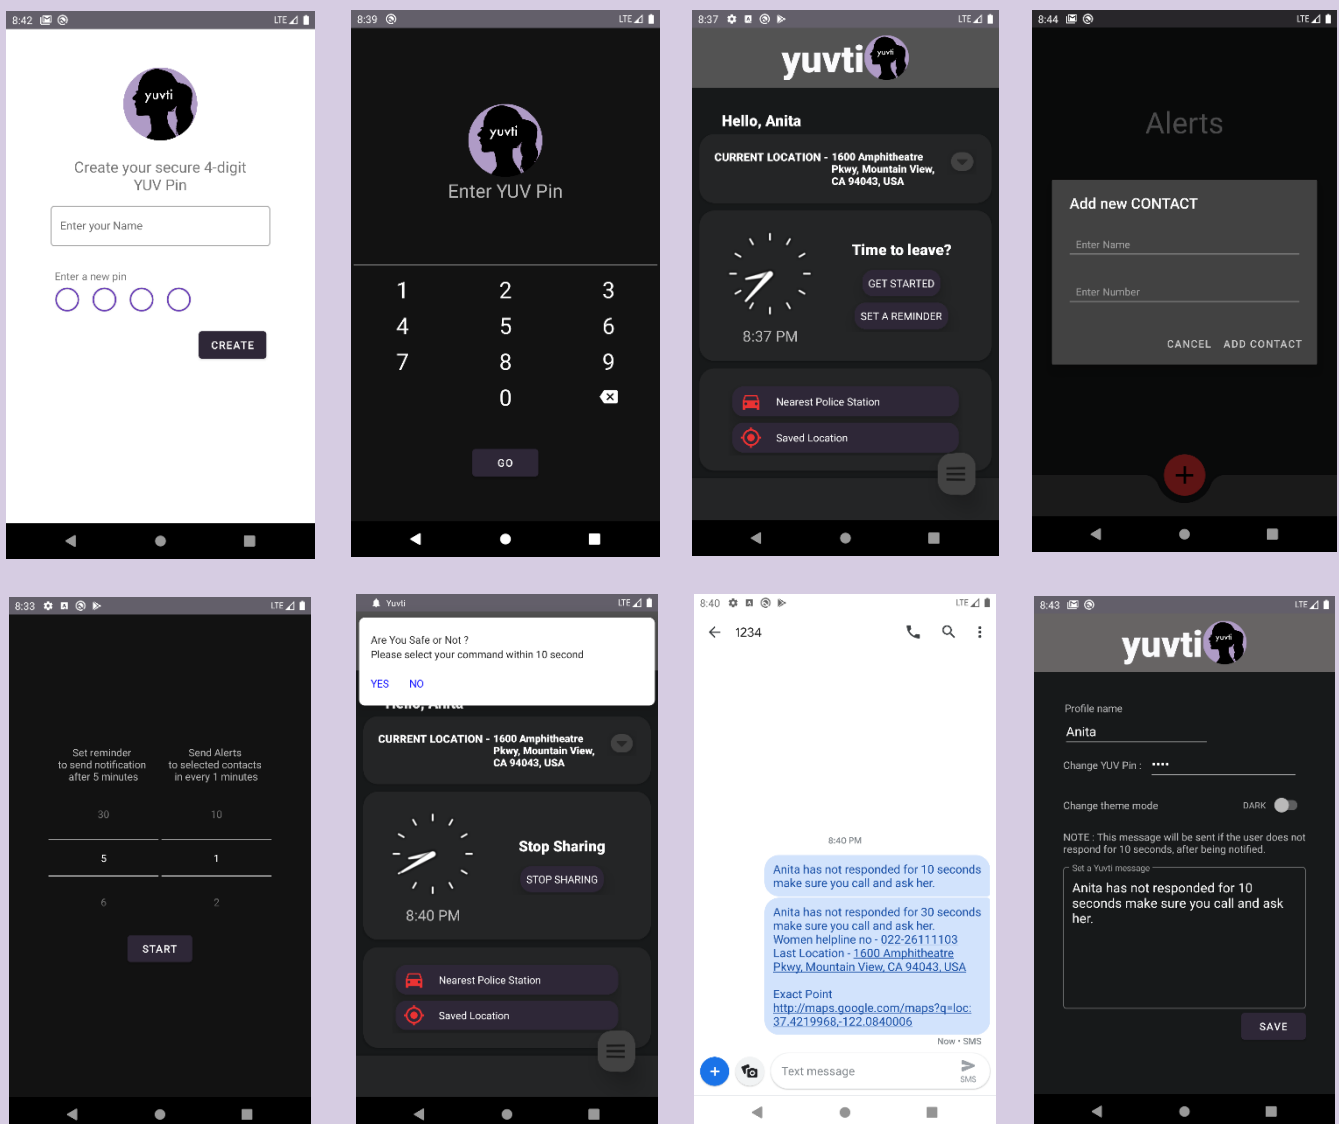 8:42
LTE
yuvti
Create your secure 4-digit
YUV Pin
Enter your Name
Enter a new pin
CREATE
8:39
LTE
yuvti
Enter YUV Pin
1 2 3
4 5 6
7 8 9
0
GO
8:37
LTE
yuvti
yuvti
Hello, Anita
CURRENT LOCATION - 1600 Amphitheatre
Pkwy, Mountain View,
CA 94043, USA
Time to leave?
GET STARTED
SET A REMINDER
8:37 PM
Nearest Police Station
Saved Location
8:44
LTE
Alerts
Add new CONTACT
Enter Name
Enter Number
CANCEL ADD CONTACT
8:33
LTE
Set reminder
to send notification
after 5 minutes
Send Alerts
to selected contacts
in every 1 minutes
30 10
5 1
6 2
START
Yuvti
LTE
Are You Safe or Not ?
Please select your command within 10 second
YES NO
Hello, Anita
CURRENT LOCATION - 1600 Amphitheatre
Pkwy, Mountain View,
CA 94043, USA
Stop Sharing
STOP SHARING
8:40 PM
Nearest Police Station
Saved Location
8:40
LTE
1234
8:40 PM
Anita has not responded for 10 seconds
make sure you call and ask her.
Anita has not responded for 30 seconds
make sure you call and ask her.
Women helpline no - 022-26111103
Last Location - 1600 Amphitheatre
Pkwy, Mountain View, CA 94043, USA
Exact Point
http://maps.google.com/maps?q=loc:
37.4219968,-122.0840006
Now • SMS
Text message
SMS
8:43
LTE
yuvti
yuvti
Profile name
Anita
Change YUV Pin : ••••
Change theme mode
DARK
NOTE : This message will be sent if the user does not
respond for 10 seconds, after being notified.
Set a Yuvti message
Anita has not responded for 10
seconds make sure you call and ask
her.
SAVE